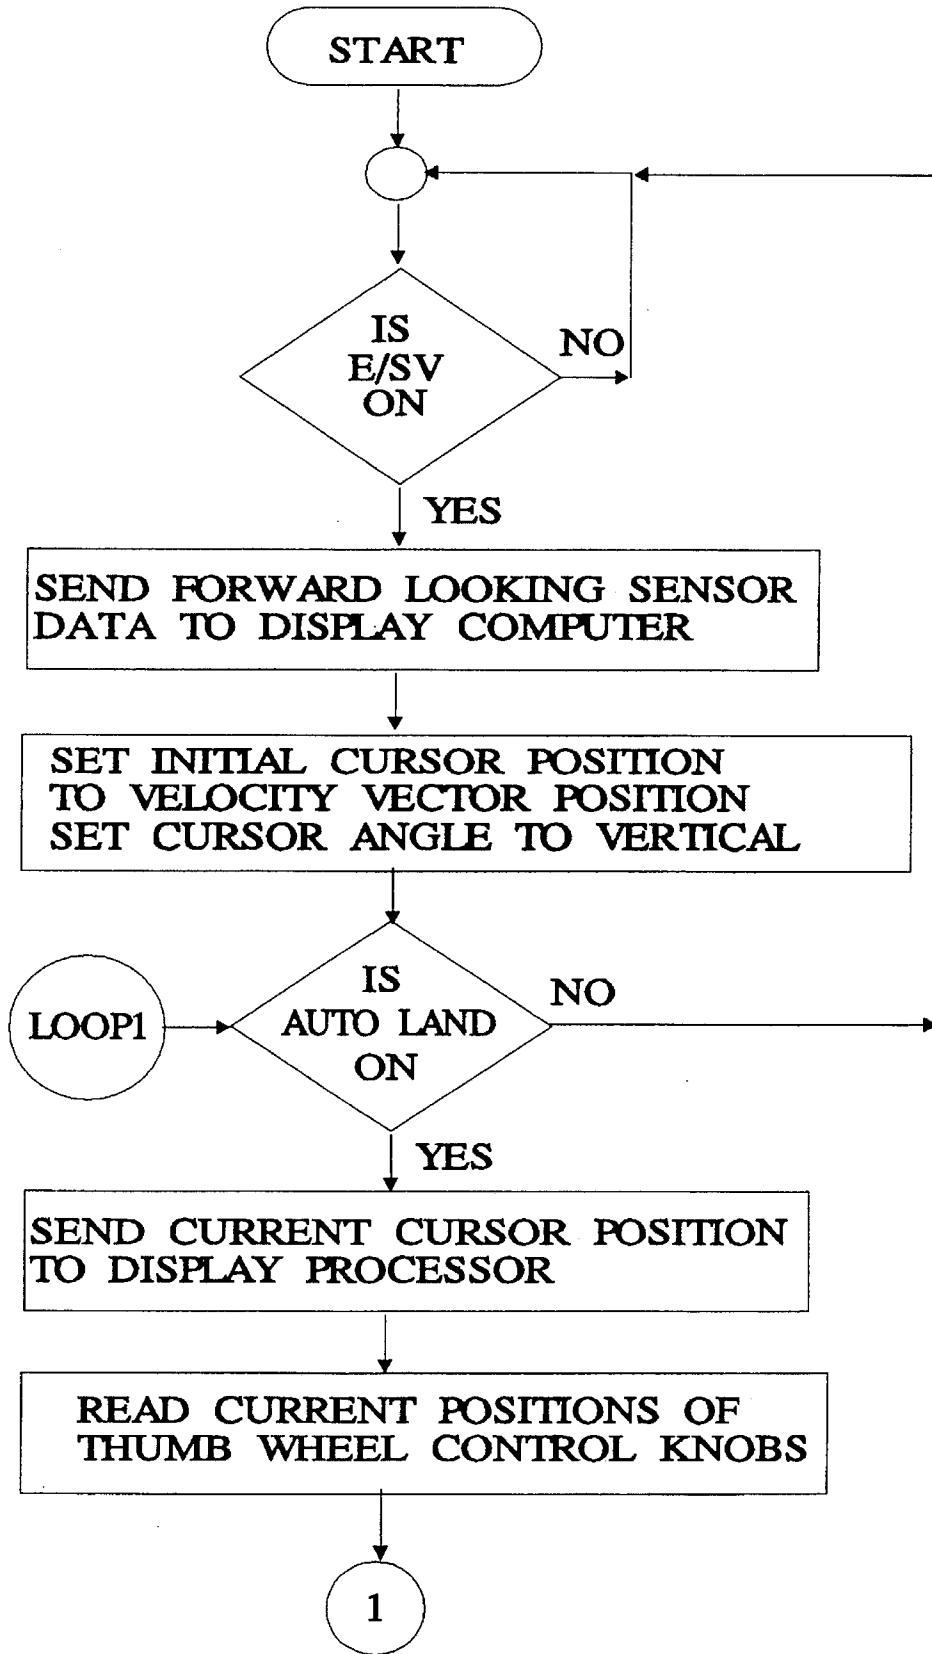 START
IS
E/SV
ON
NO
YES
SEND FORWARD LOOKING SENSOR
DATA TO DISPLAY COMPUTER
SET INITIAL CURSOR POSITION
TO VELOCITY VECTOR POSITION
SET CURSOR ANGLE TO VERTICAL
LOOP1
IS
AUTO LAND
ON
NO
YES
SEND CURRENT CURSOR POSITION
TO DISPLAY PROCESSOR
READ CURRENT POSITIONS OF
THUMB WHEEL CONTROL KNOBS
1